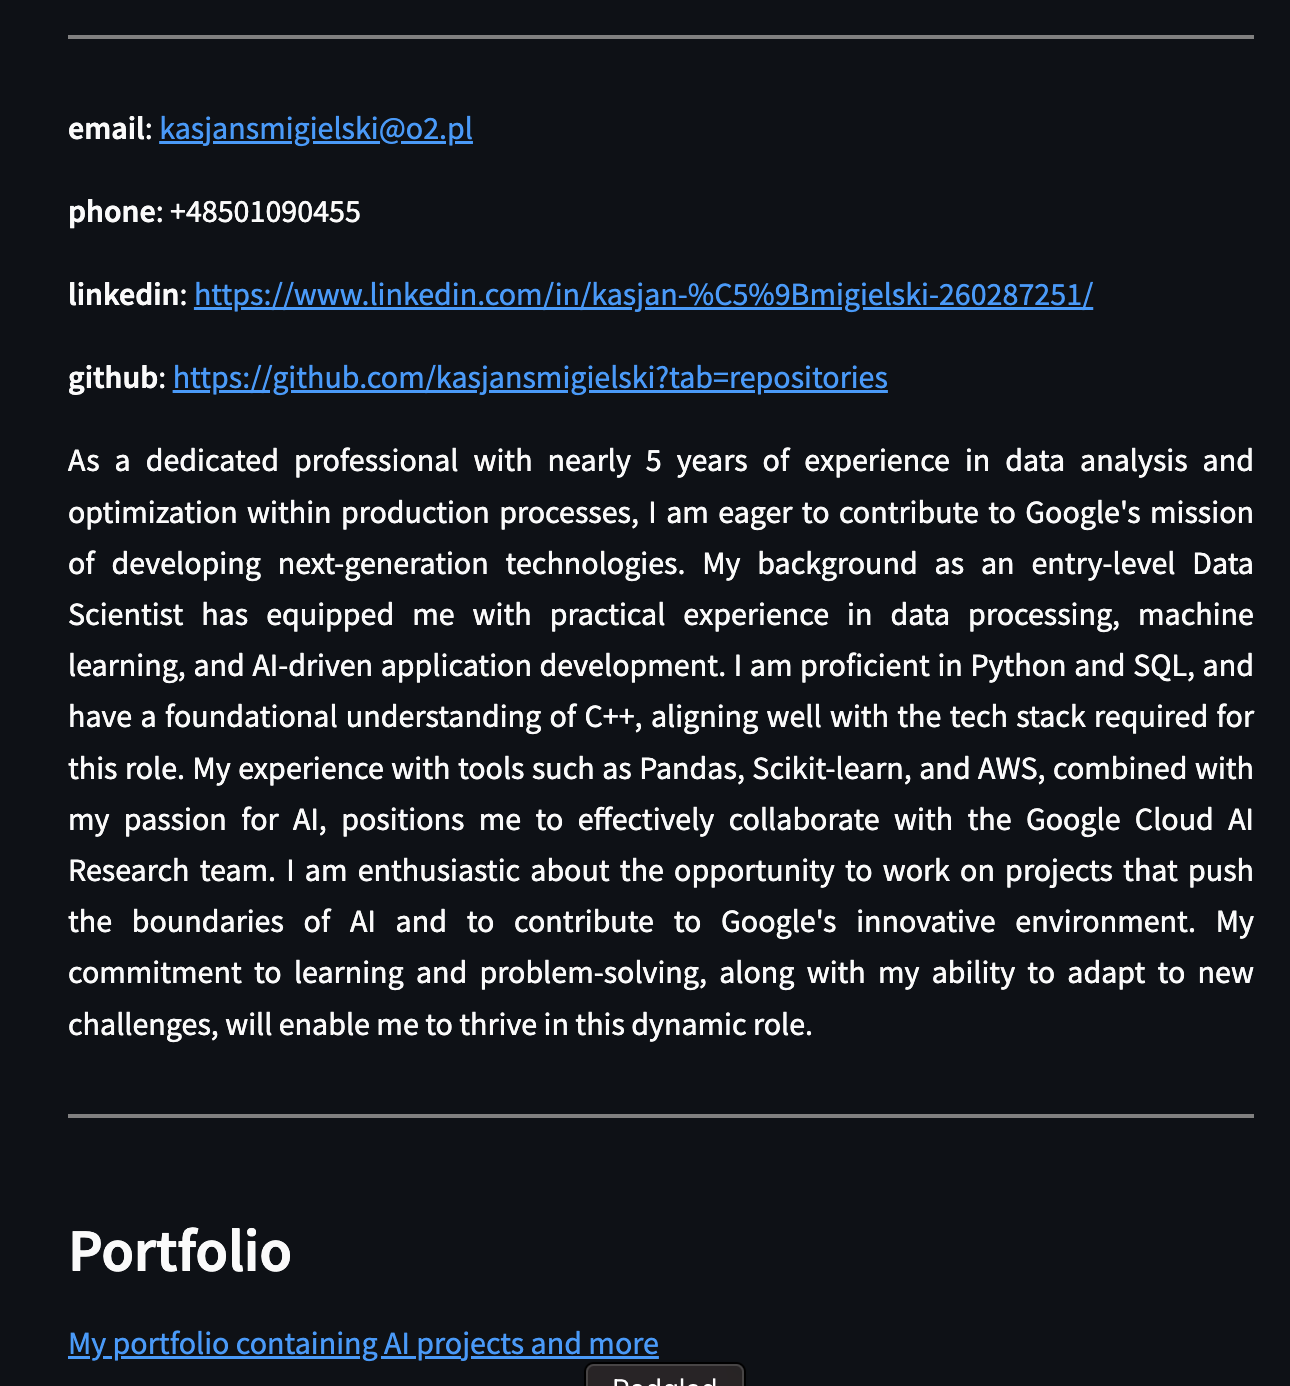 email: kasjansmigielski@o2.pl
phone: +48501090455
linkedin: https://www.linkedin.com/in/kasjan-%C5%9Bmigielski-260287251/
github: https://github.com/kasjansmigielski?tab=repositories
As a dedicated professional with nearly 5 years of experience in data analysis and
optimization within production processes, I am eager to contribute to Google's mission
of developing next-generation technologies. My background as an entry-level Data
Scientist has equipped me with practical experience in data processing, machine
learning, and AI-driven application development. I am proficient in Python and SQL, and
have a foundational understanding of C++, aligning well with the tech stack required for
this role. My experience with tools such as Pandas, Scikit-learn, and AWS, combined with
my passion for AI, positions me to effectively collaborate with the Google Cloud AI
Research team. I am enthusiastic about the opportunity to work on projects that push
the boundaries of AI and to contribute to Google's innovative environment. My
commitment to learning and problem-solving, along with my ability to adapt to new
challenges, will enable me to thrive in this dynamic role.
Portfolio
My portfolio containing AI projects and more